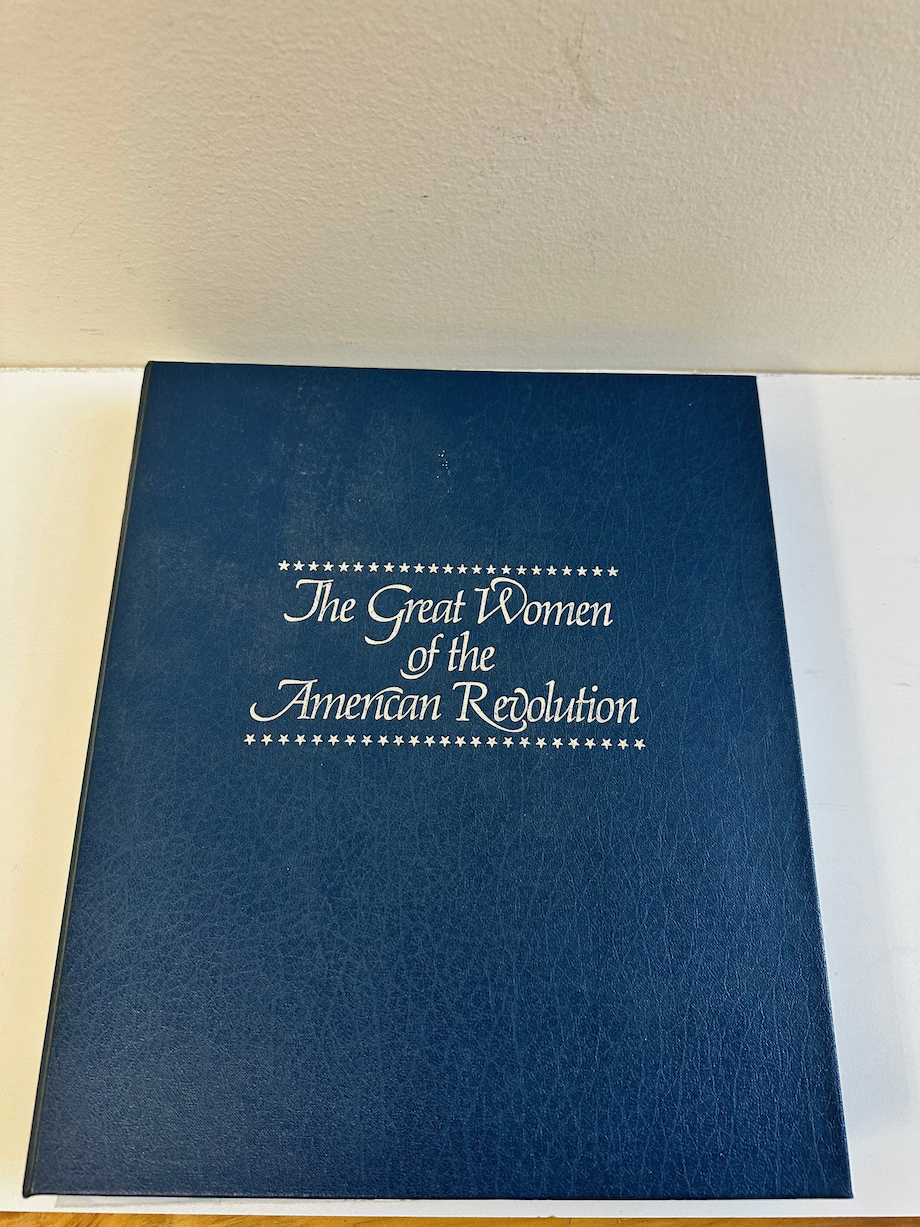 The Great Women
of the
American Revolution